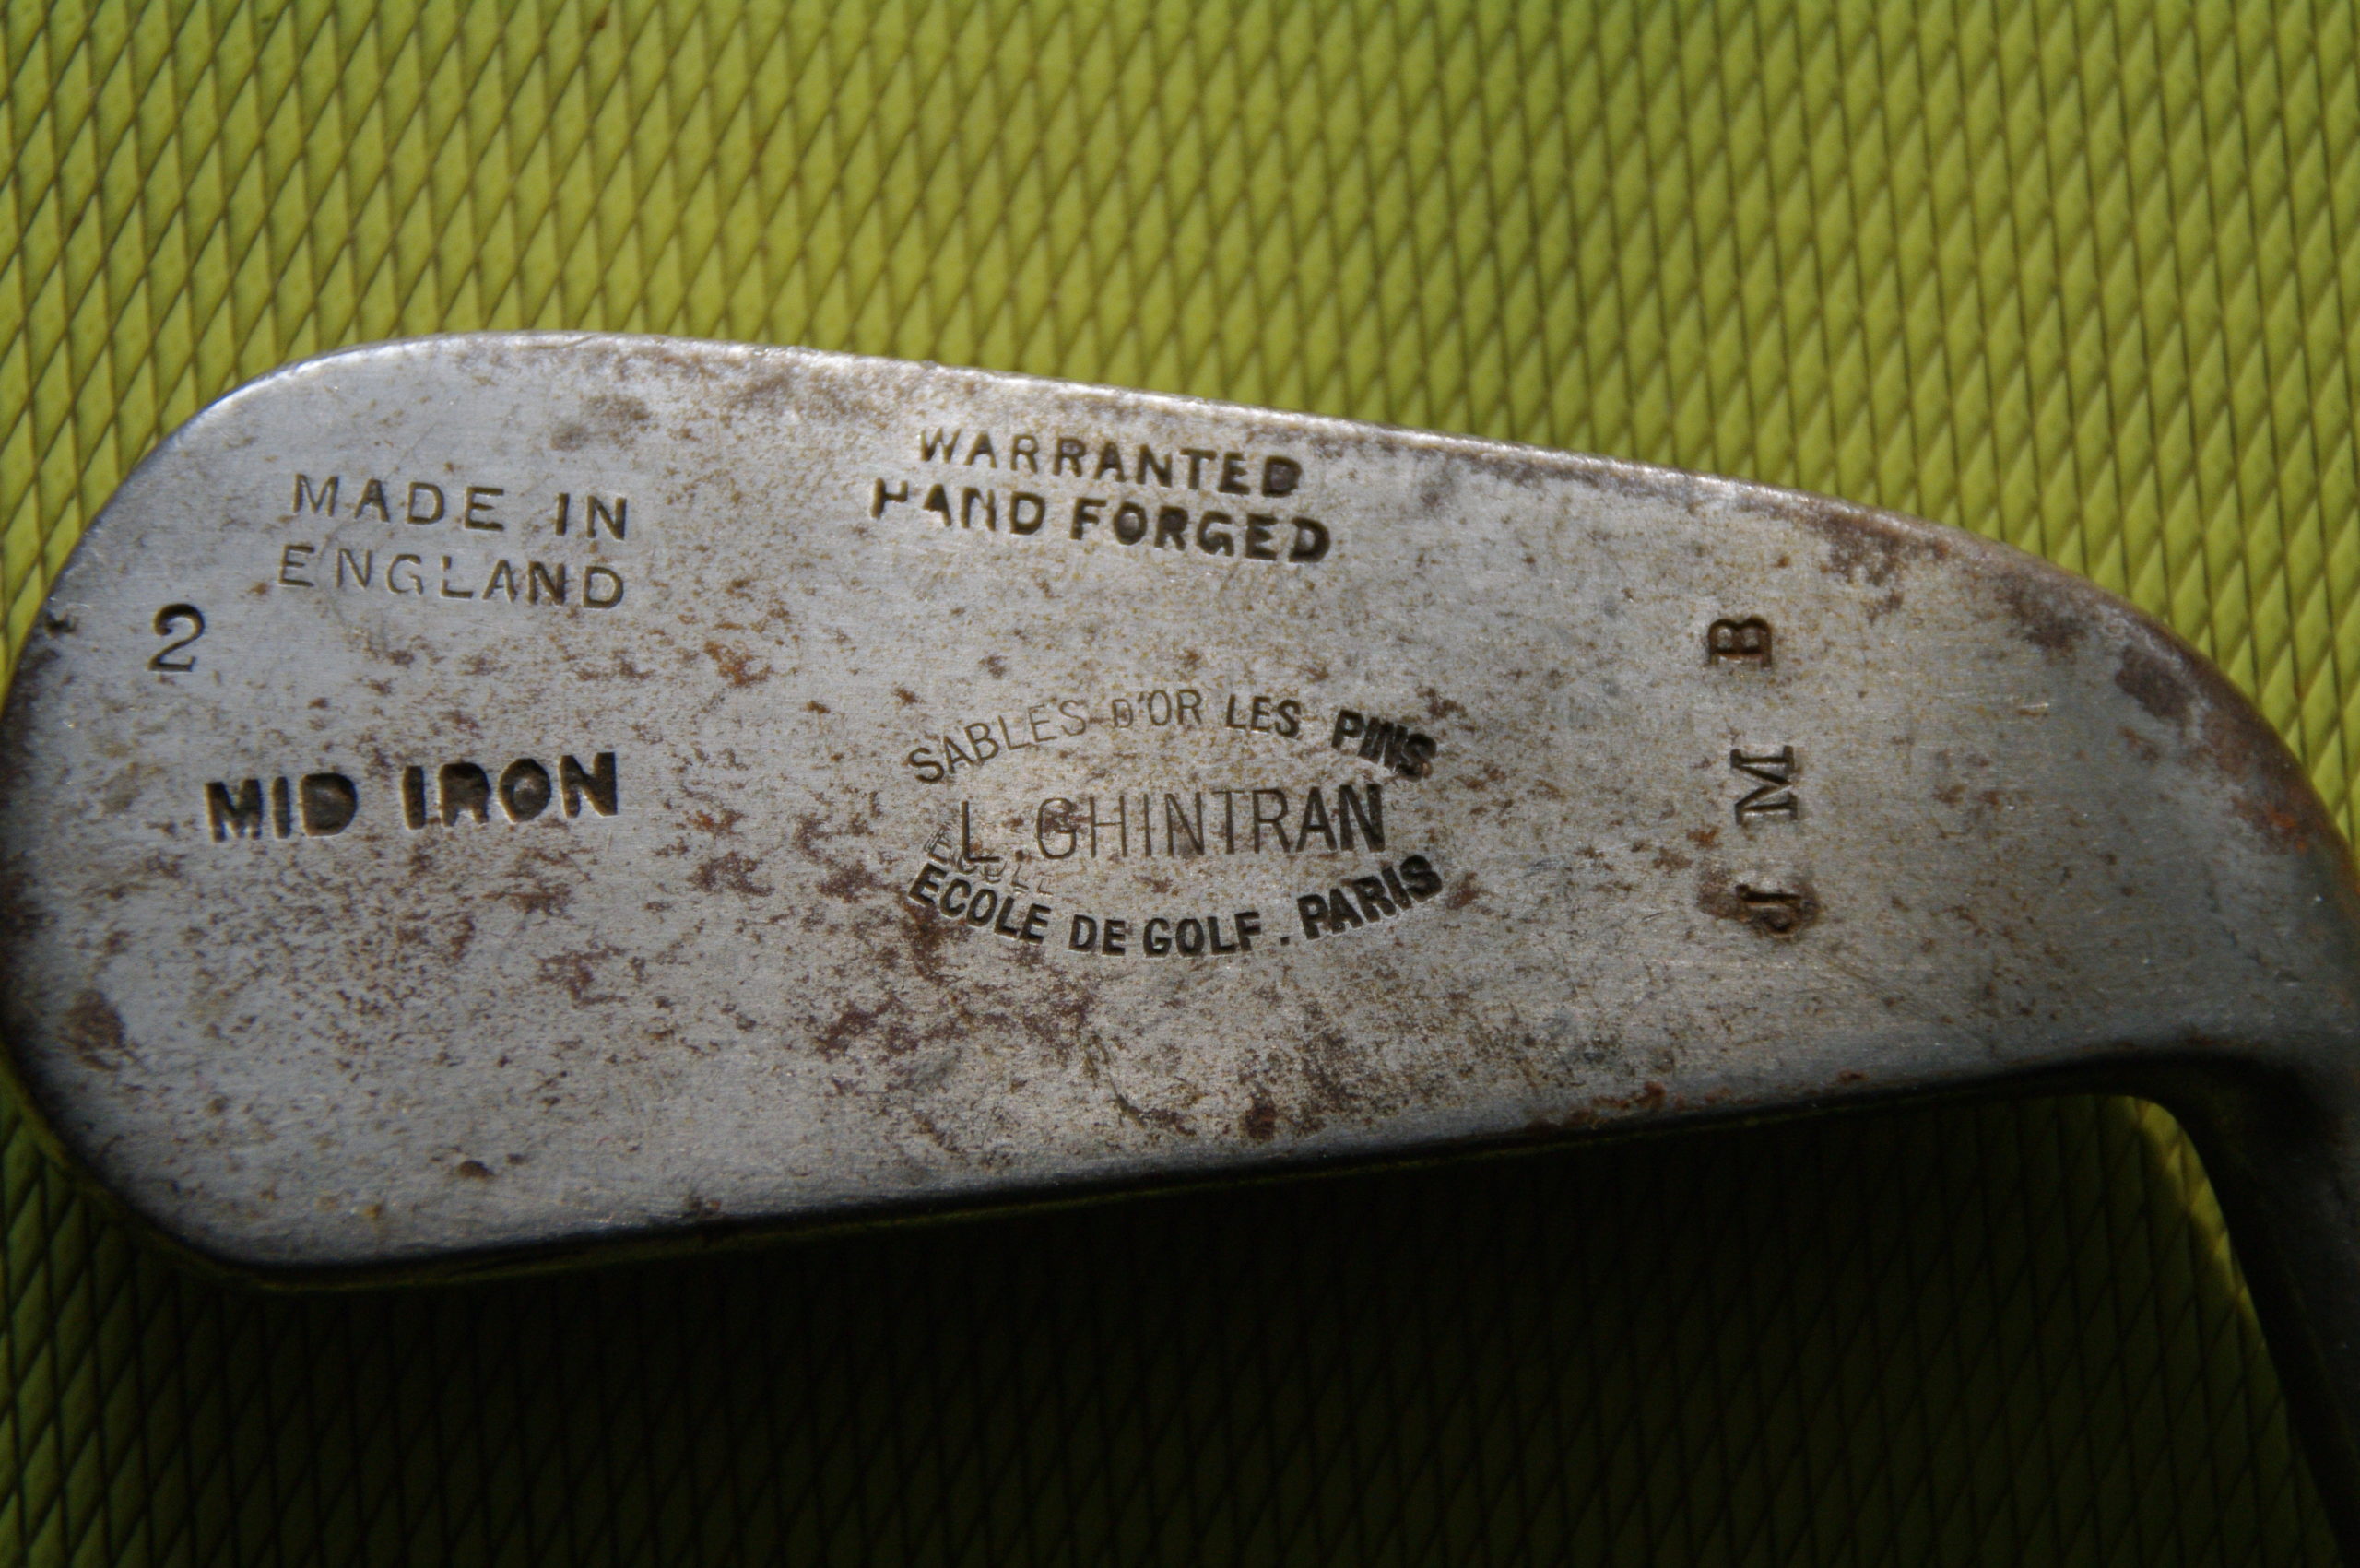 MADE IN
ENGLAND
2
MID IRON
WARRANTED
HAND FORGED
SABLES D'OR LES PINS
L. GHINTRAN
ECOLE DE GOLF. PARIS
J M B